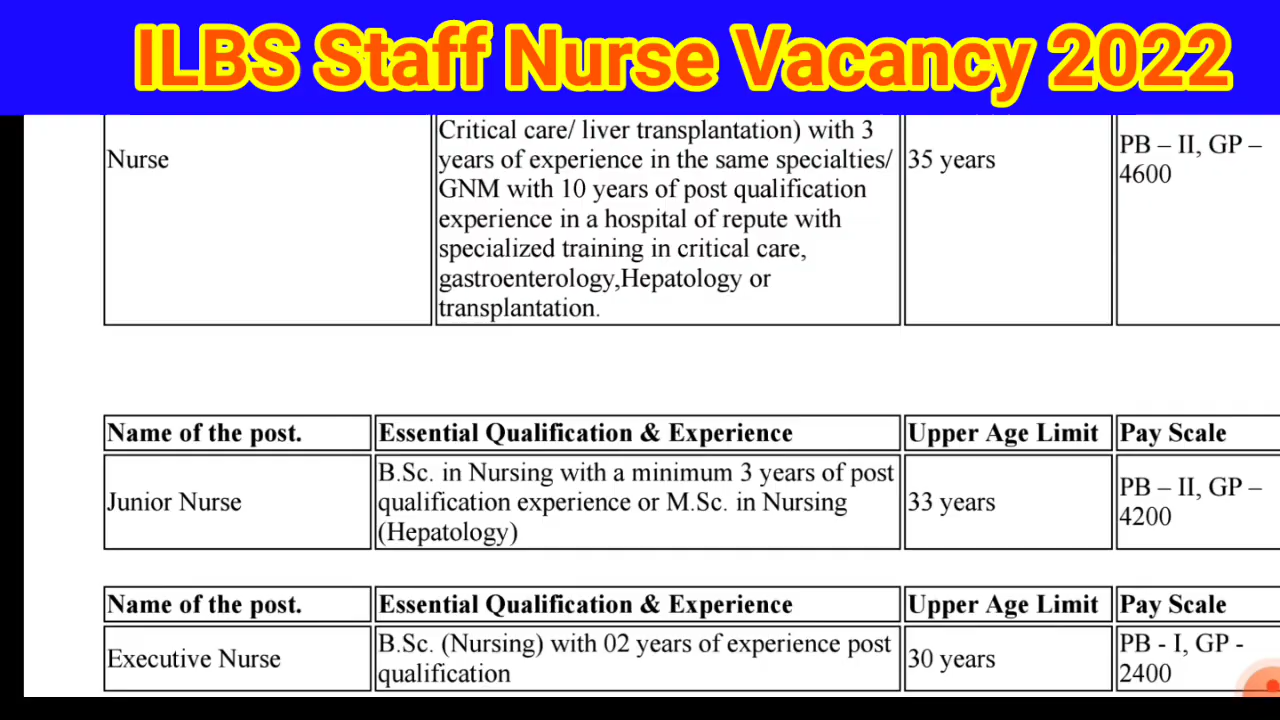 ILBS Staff Nurse Vacancy 2022
Nurse
Critical care/ liver transplantation) with 3
years of experience in the same specialties/
GNM with 10 years of post qualification
experience in a hospital of repute with
specialized training in critical care,
gastroenterology,Hepatology or
transplantation.
35 years
PB – II, GP –
4600
Name of the post.
Essential Qualification & Experience
Upper Age Limit
Pay Scale
Junior Nurse
B.Sc. in Nursing with a minimum 3 years of post
qualification experience or M.Sc. in Nursing
(Hepatology)
33 years
PB – II, GP –
4200
Name of the post.
Essential Qualification & Experience
Upper Age Limit
Pay Scale
Executive Nurse
B.Sc. (Nursing) with 02 years of experience post
qualification
30 years
PB - I, GP -
2400